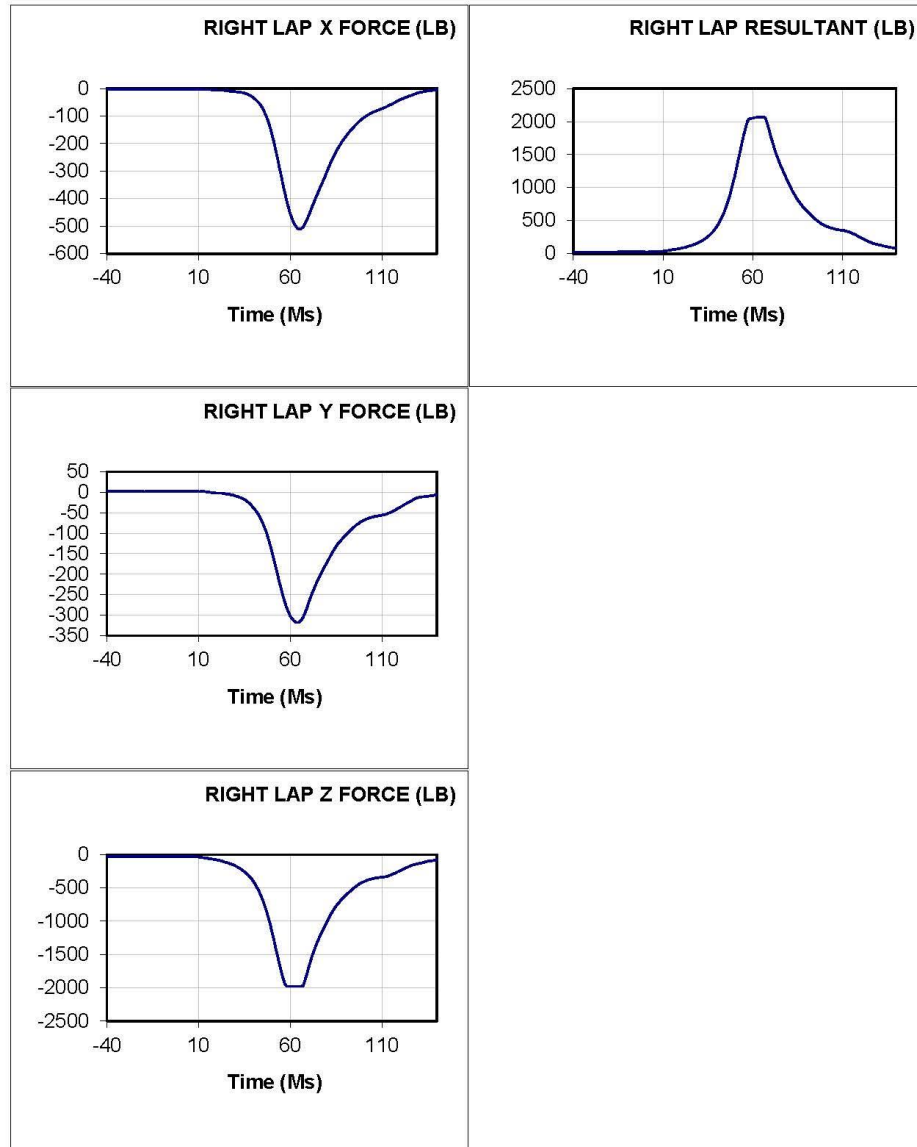 RIGHT LAP X FORCE (LB)
0
-100
-200
-300
-400
-500
-600
-40 10 60 110
Time (Ms)
RIGHT LAP RESULTANT (LB)
2500
2000
1500
1000
500
0
-40 10 60 110
Time (Ms)
RIGHT LAP Y FORCE (LB)
50
0
-50
-100
-150
-200
-250
-300
-350
-40 10 60 110
Time (Ms)
RIGHT LAP Z FORCE (LB)
0
-500
-1000
-1500
-2000
-2500
-40 10 60 110
Time (Ms)